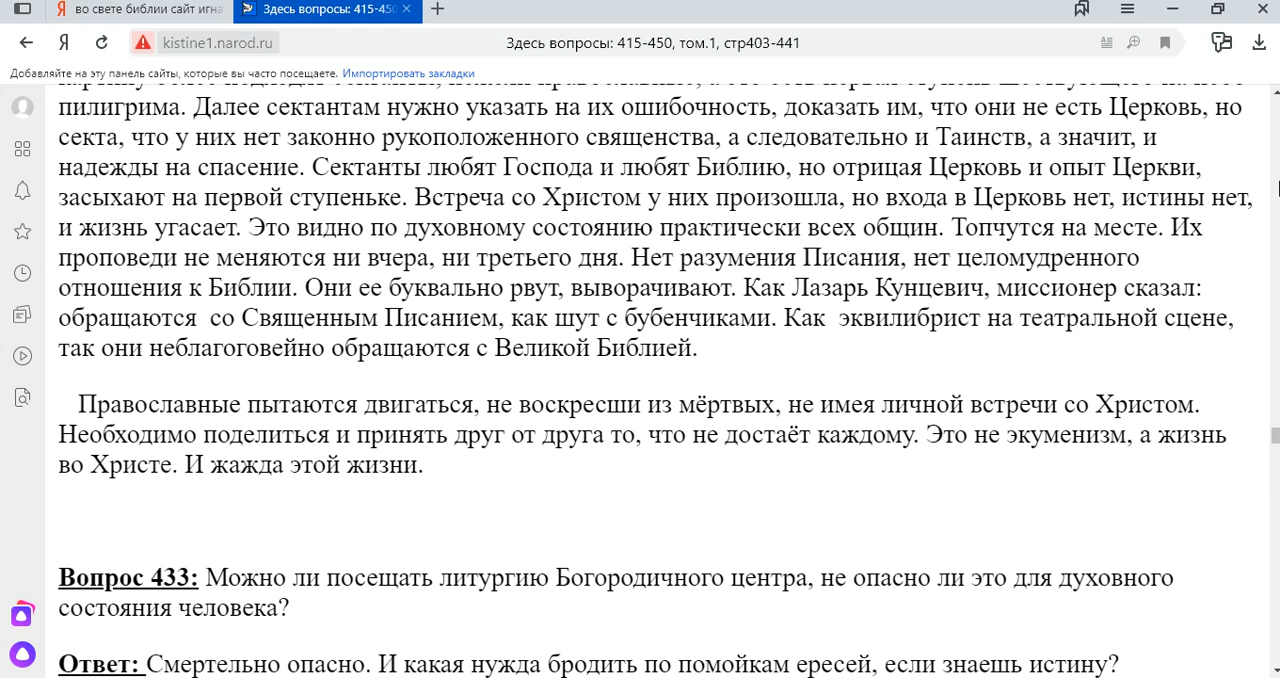 во свете библии сайт игна
Здесь вопросы: 415-450
kistine1.narod.ru
Здесь вопросы: 415-450, том.1, стр403-441
Добавляйте на эту панель сайты, которые вы часто посещаете. Импортировать закладки
пилигрима. Далее сектантам нужно указать на их ошибочность, доказать им, что они не есть Церковь, но
секта, что у них нет законно рукоположенного священства, а следовательно и Таинств, а значит, и
надежды на спасение. Сектанты любят Господа и любят Библию, но отрицая Церковь и опыт Церкви,
засыхают на первой ступеньке. Встреча со Христом у них произошла, но входа в Церковь нет, истины нет,
и жизнь угасает. Это видно по духовному состоянию практически всех общин. Топчутся на месте. Их
проповеди не меняются ни вчера, ни третьего дня. Нет разумения Писания, нет целомудренного
отношения к Библии. Они ее буквально рвут, выворачивают. Как Лазарь Кунцевич, миссионер сказал:
обращаются со Священным Писанием, как шут с бубенчиками. Как эквилибрист на театральной сцене,
так они неблагоговейно обращаются с Великой Библией.
Православные пытаются двигаться, не воскресши из мёртвых, не имея личной встречи со Христом.
Необходимо поделиться и принять друг от друга то, что не достаёт каждому. Это не экуменизм, а жизнь
во Христе. И жажда этой жизни.
Вопрос 433: Можно ли посещать литургию Богородичного центра, не опасно ли это для духовного
состояния человека?
Ответ: Смертельно опасно. И какая нужда бродить по помойкам ересей, если знаешь истину?